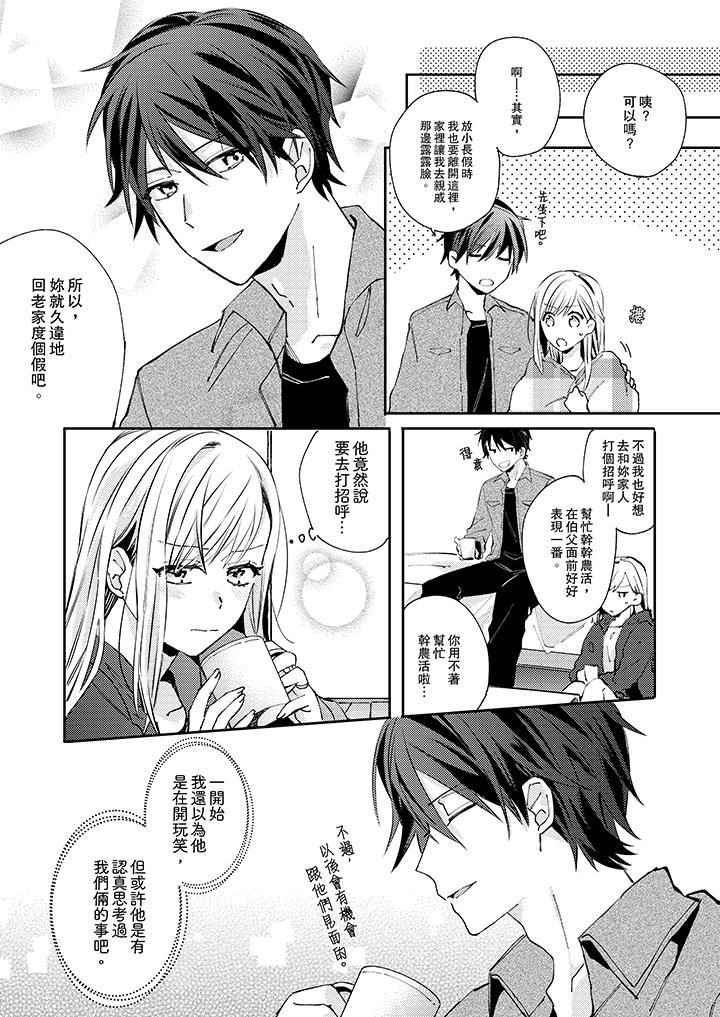 咦？
可以嗎？
啊——其實，
放小長假時
我也要離開這裡，
家裡讓我去親戚
那邊露露臉。
先坐下吧。
摟
所以，
妳就久違地
回老家度個假吧。
不過我也好想
去和妳家人
打個招呼啊——
幫忙幹幹農活，
在伯父面前好好
表現一番。
得意
你用不著
幫忙
幹農活啦…
他竟然說
要去打招呼…
不過，
以後會有機會
跟他們見面的。
一開始
我還以為他
是在開玩笑，
但或許他是有
認真思考過
我們倆的事吧。